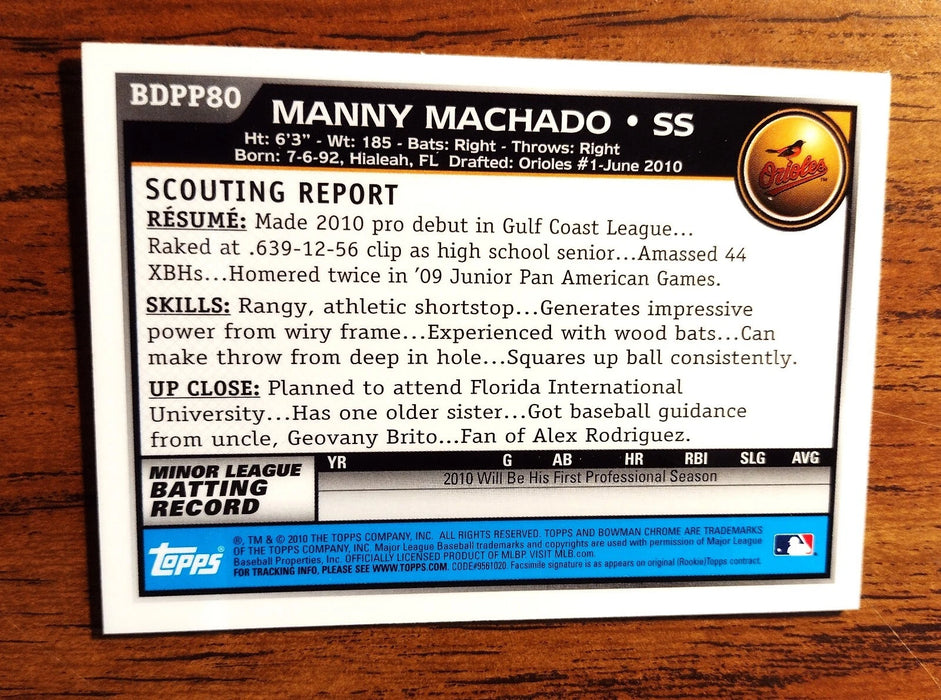 BDPP80
MANNY MACHADO • SS
Ht: 6'3" - Wt: 185 - Bats: Right - Throws: Right
Born: 7-6-92, Hialeah, FL Drafted: Orioles #1-June 2010
Orioles
TM
SCOUTING REPORT
RÉSUMÉ: Made 2010 pro debut in Gulf Coast League...
Raked at .639-12-56 clip as high school senior...Amassed 44
XBHs...Homered twice in '09 Junior Pan American Games.
SKILLS: Rangy, athletic shortstop...Generates impressive
power from wiry frame...Experienced with wood bats...Can
make throw from deep in hole...Squares up ball consistently.
UP CLOSE: Planned to attend Florida International
University...Has one older sister...Got baseball guidance
from uncle, Geovany Brito...Fan of Alex Rodriguez.
MINOR LEAGUE
BATTING
RECORD
YR G AB HR RBI SLG AVG
2010 Will Be His First Professional Season
Topps®
®, TM & © 2010 THE TOPPS COMPANY, INC. ALL RIGHTS RESERVED. TOPPS AND BOWMAN CHROME ARE TRADEMARKS
OF THE TOPPS COMPANY, INC. Major League Baseball trademarks and copyrights are used with permission of Major League
Baseball Properties, Inc. OFFICIALLY LICENSED PRODUCT OF MLBP. VISIT MLB.com.
FOR TRACKING INFO. PLEASE SEE WWW.TOPPS.COM. CODE#9561020. Facsimile signature is as appears on original (Rookie)Topps contract.